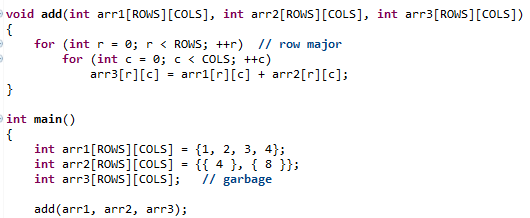 void add(int arr1[ROWS][COLS], int arr2[ROWS][COLS], int arr3[ROWS][COLS])
{
    for (int r = 0; r < ROWS; ++r)  // row major
        for (int c = 0; c < COLS; ++c)
            arr3[r][c] = arr1[r][c] + arr2[r][c];
}

int main()
{
    int arr1[ROWS][COLS] = {1, 2, 3, 4};
    int arr2[ROWS][COLS] = {{ 4 }, { 8 }};
    int arr3[ROWS][COLS];   // garbage

    add(arr1, arr2, arr3);